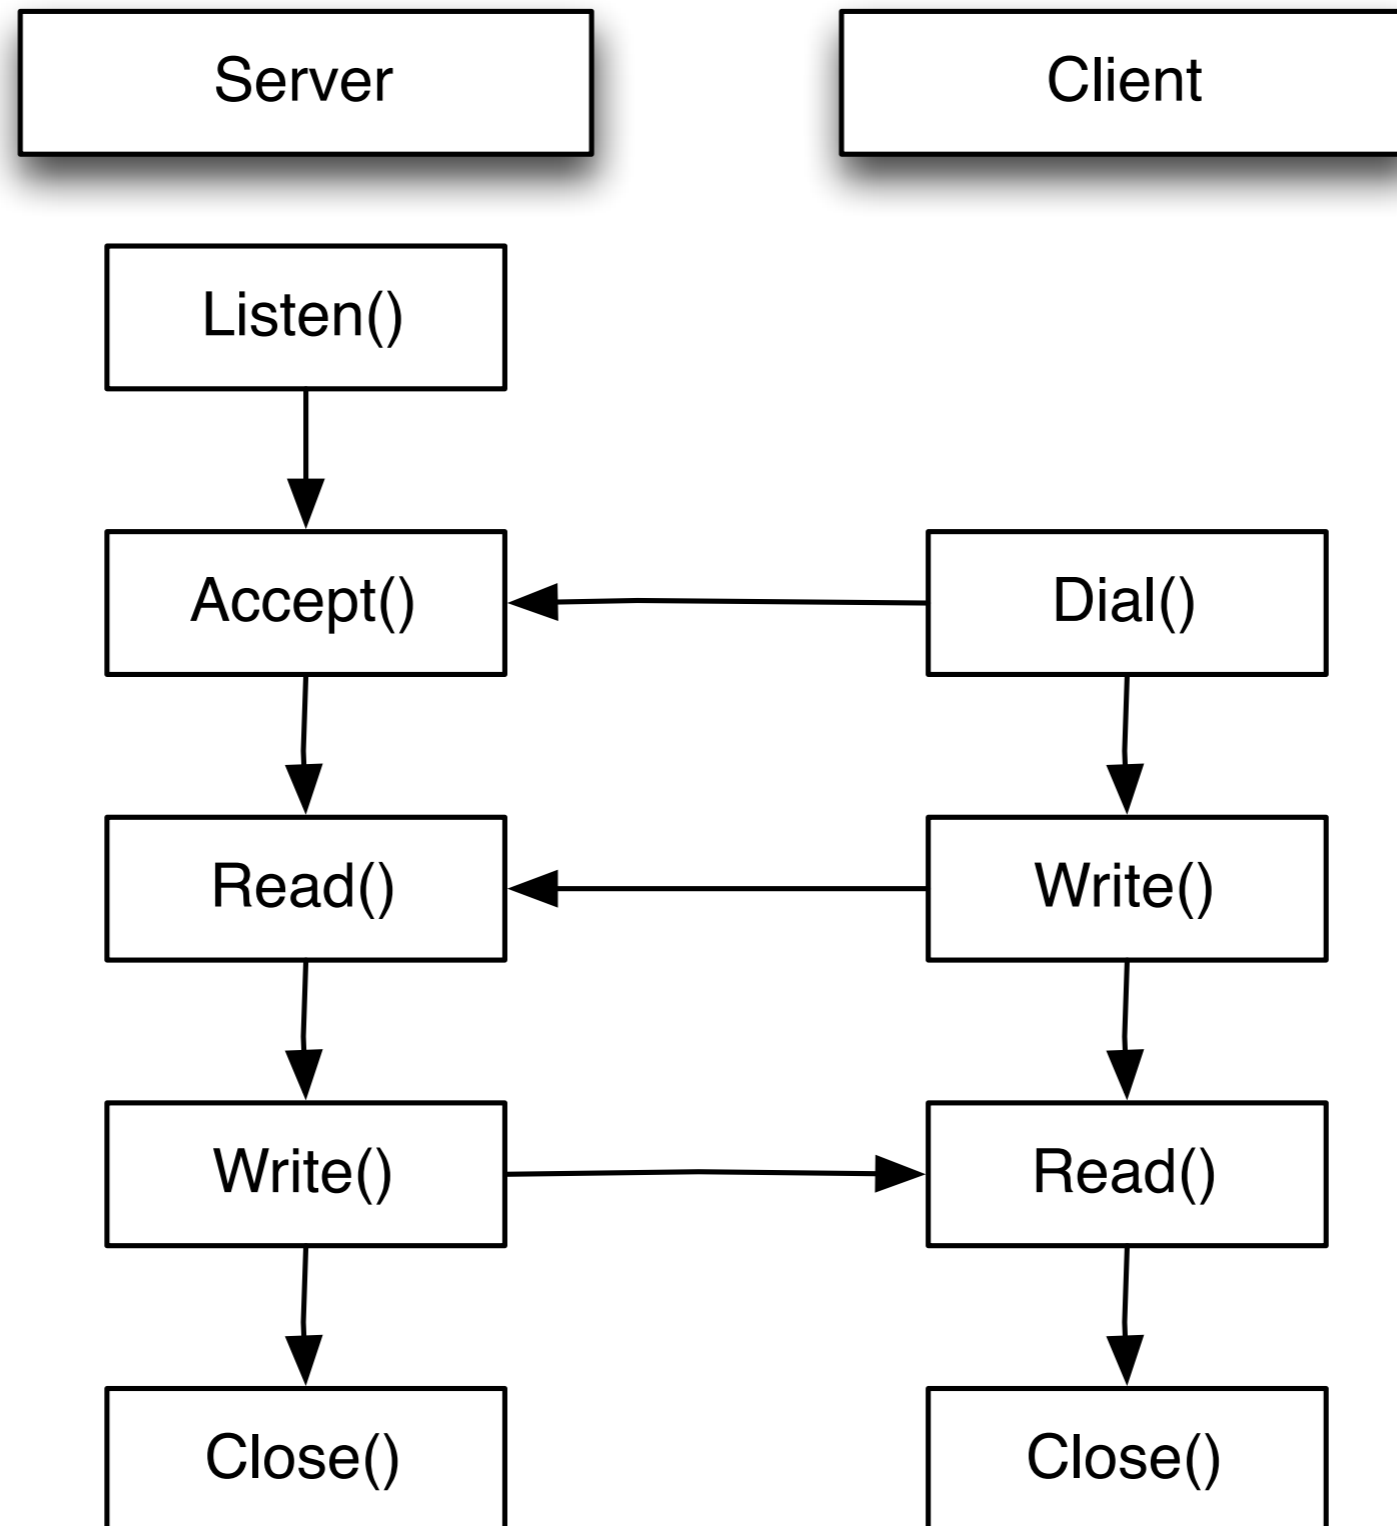 Server
Client
Listen()
Accept()
Dial()
Read()
Write()
Write()
Read()
Close()
Close()